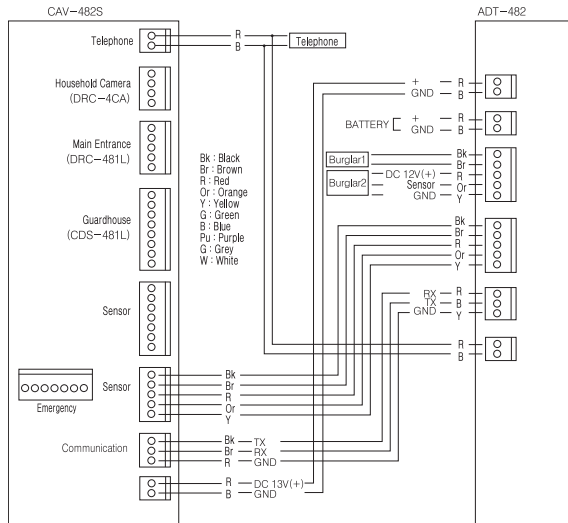 CAV-482S
ADT-482
Telephone
R
B
Telephone
Household Camera
(DRC-4CA)
Main Entrance
(DRC-481L)
Guardhouse
(CDS-481L)
Sensor
Emergency
Sensor
Communication
Bk : Black
Br : Brown
R : Red
Or : Orange
Y : Yellow
G : Green
B : Blue
Pu : Purple
G : Grey
W : White
Bk
Br
R
Or
Y
Bk TX
Br RX
R GND
R DC 13V(+)
B GND
+ R
GND B
BATTERY
+ R
GND B
Burglar1
Burglar2
Bk
Br
DC 12V(+) R
Sensor Or
GND Y
Bk
Br
R
Or
Y
RX R
TX B
GND Y
R
B